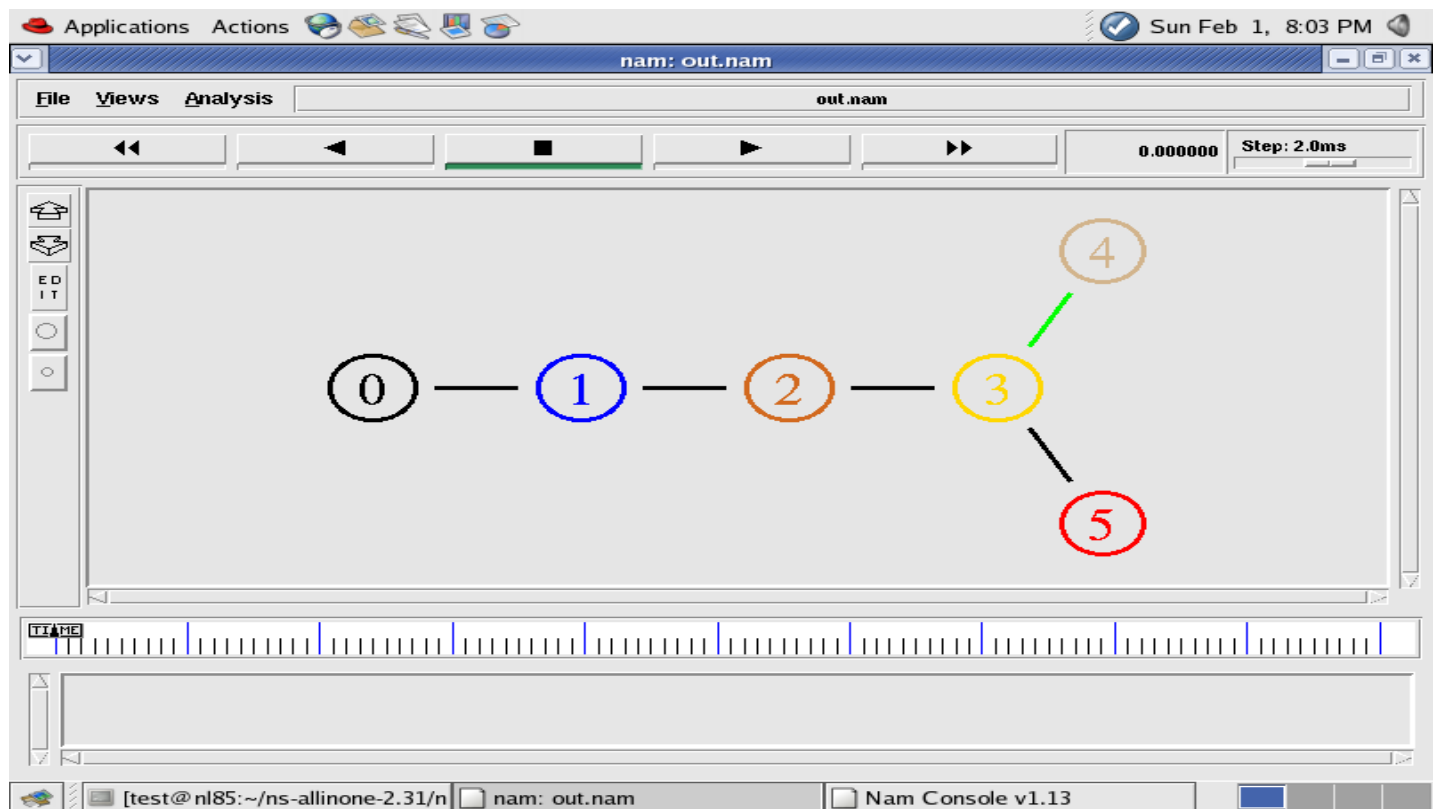 Applications Actions Sun Feb 1, 8:03 PM
nam: out.nam
File Views Analysis out.nam
0.000000 Step: 2.0ms
E D
I T
4
0 1 2 3
5
TIME
[test@nl85:~/ns-allinone-2.31/n nam: out.nam Nam Console v1.13